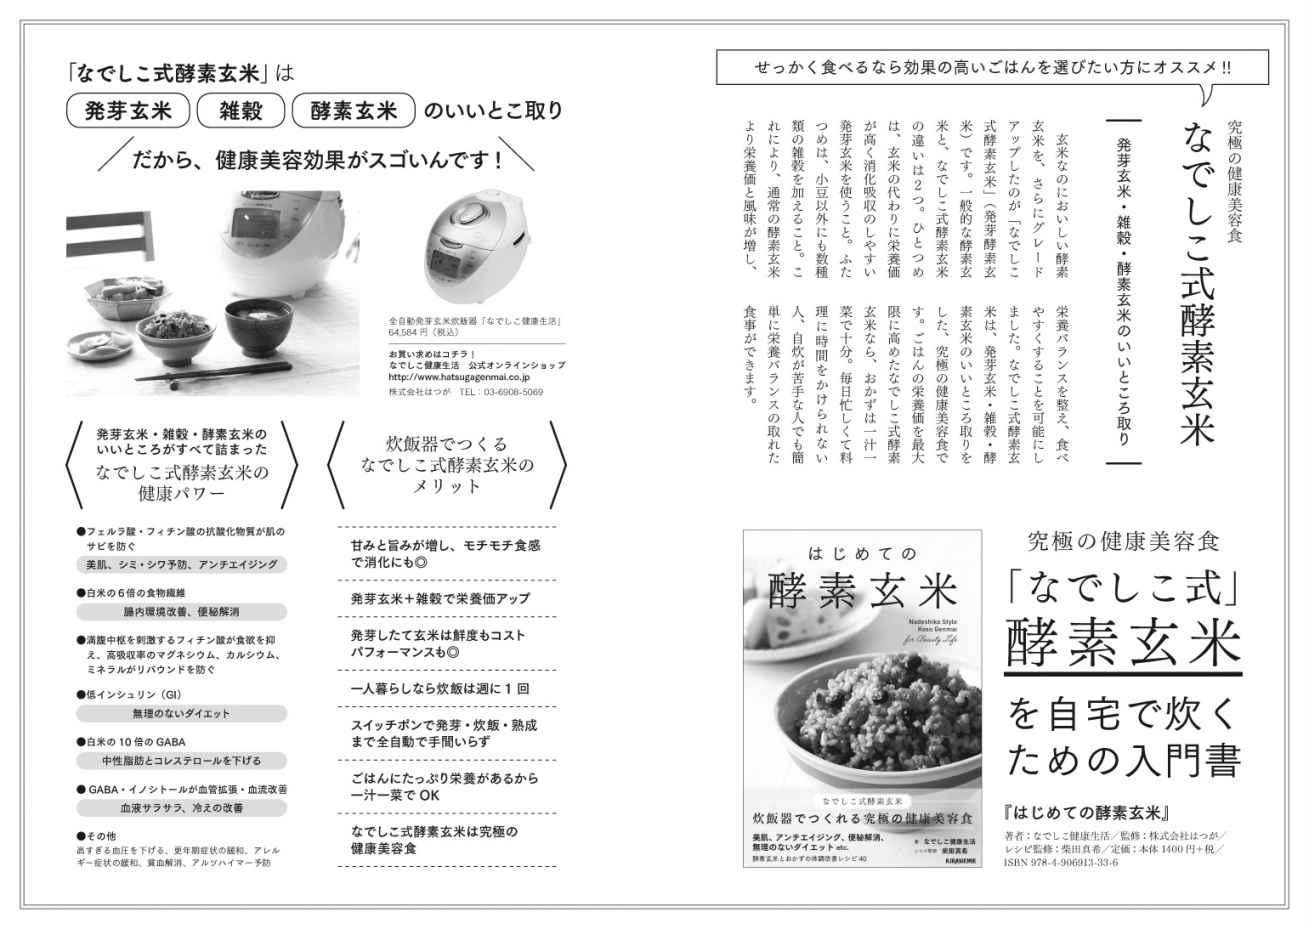 せっかく食べるなら効果の高いごはんを選びたい方にオススメ!!
究極の健康美容食
なでしこ式酵素玄米
発芽玄米・雑穀・酵素玄米のいいところ取り
玄米なのにおいしい酵素
玄米を、さらにグレード
アップしたのが「なでしこ
式酵素玄米」（発芽酵素玄
米）です。一般的な酵素玄
米と、なでしこ式酵素玄米
の違いは2つ。ひとつめ
は、玄米の代わりに栄養価
が高く消化吸収のしやすい
発芽玄米を使うこと。ふた
つめは、小豆以外にも数種
類の雑穀を加えること。こ
れにより、通常の酵素玄米
より栄養価と風味が増し、
栄養バランスを整え、食べ
やすくすることを可能にし
ました。なでしこ式酵素玄
米は、発芽玄米・雑穀・酵
素玄米のいいところ取りを
した、究極の健康美容食で
す。ごはんの栄養価を最大
限に高めたなでしこ式酵素
玄米なら、おかずは一汁一
菜で十分。毎日忙しくて料
理に時間をかけられない
人、自炊が苦手な人でも簡
単に栄養バランスの取れた
食事ができます。
究極の健康美容食
「なでしこ式」
酵素玄米
を自宅で炊く
ための入門書
『はじめての酵素玄米』
著者：なでしこ健康生活／監修：株式会社はつが／
レシピ監修：柴田真希／定価：本体 1400 円＋税／
ISBN 978-4-906913-33-6
はじめての
酵素玄米
Nadeshiko Style
Koso Genmai
for Beauty Life
なでしこ式酵素玄米
炊飯器でつくれる究極の健康美容食
美肌、アンチエイジング、便秘解消、
無理のないダイエット etc.
酵素玄米とおかずの体調改善レシピ 40
著 なでしこ健康生活
レシピ監修 柴田真希
KIRASIENNE
「なでしこ式酵素玄米」は
発芽玄米 雑穀 酵素玄米 のいいとこ取り
だから、健康美容効果がスゴいんです！
全自動発芽玄米炊飯器「なでしこ健康生活」
64,584 円（税込）
お買い求めはコチラ！
なでしこ健康生活 公式オンラインショップ
http://www.hatsugagenmai.co.jp
株式会社はつが TEL：03-6908-5069
発芽玄米・雑穀・酵素玄米の
いいところがすべて詰まった
なでしこ式酵素玄米の
健康パワー
●フェルラ酸・フィチン酸の抗酸化物質が肌の
サビを防ぐ
美肌、シミ・シワ予防、アンチエイジング
●白米の６倍の食物繊維
腸内環境改善、便秘解消
●満腹中枢を刺激するフィチン酸が食欲を抑
え、高吸収率のマグネシウム、カルシウム、
ミネラルがリバウンドを防ぐ
●低インシュリン（GI）
無理のないダイエット
●白米の 10 倍の GABA
中性脂肪とコレステロールを下げる
● GABA・イノシトールが血管拡張・血流改善
血液サラサラ、冷えの改善
●その他
高すぎる血圧を下げる、更年期症状の緩和、アレル
ギー症状の緩和、貧血解消、アルツハイマー予防
炊飯器でつくる
なでしこ式酵素玄米の
メリット
甘みと旨みが増し、モチモチ食感
で消化にも◎
発芽玄米＋雑穀で栄養価アップ
発芽したて玄米は鮮度もコスト
パフォーマンスも◎
一人暮らしなら炊飯は週に 1 回
スイッチポンで発芽・炊飯・熟成
まで全自動で手間いらず
ごはんにたっぷり栄養があるから
一汁一菜で OK
なでしこ式酵素玄米は究極の
健康美容食